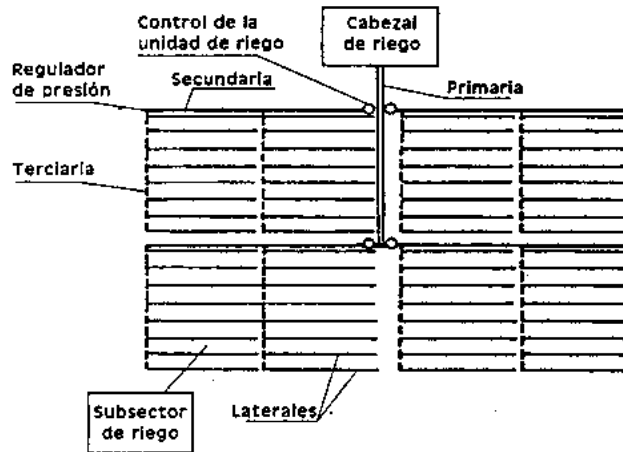 Control de la
unidad de riego
Cabezal
de riego
Regulador
de presión
Secundaria
Primaria
Terciaria
Subsector
de riego
Laterales